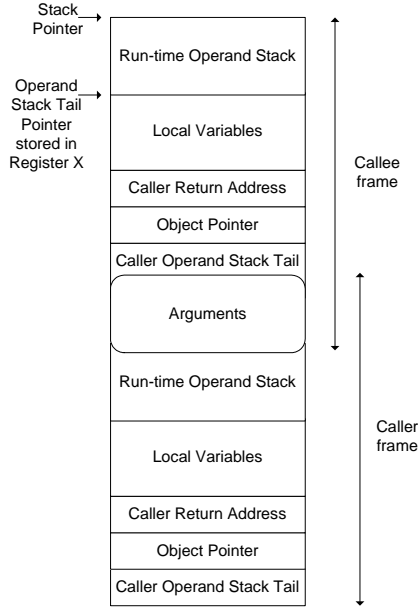 Stack
Pointer
Run-time Operand Stack
Operand
Stack Tail
Pointer
stored in
Register X
Local Variables
Callee
frame
Caller Return Address
Object Pointer
Caller Operand Stack Tail
Arguments
Run-time Operand Stack
Caller
frame
Local Variables
Caller Return Address
Object Pointer
Caller Operand Stack Tail